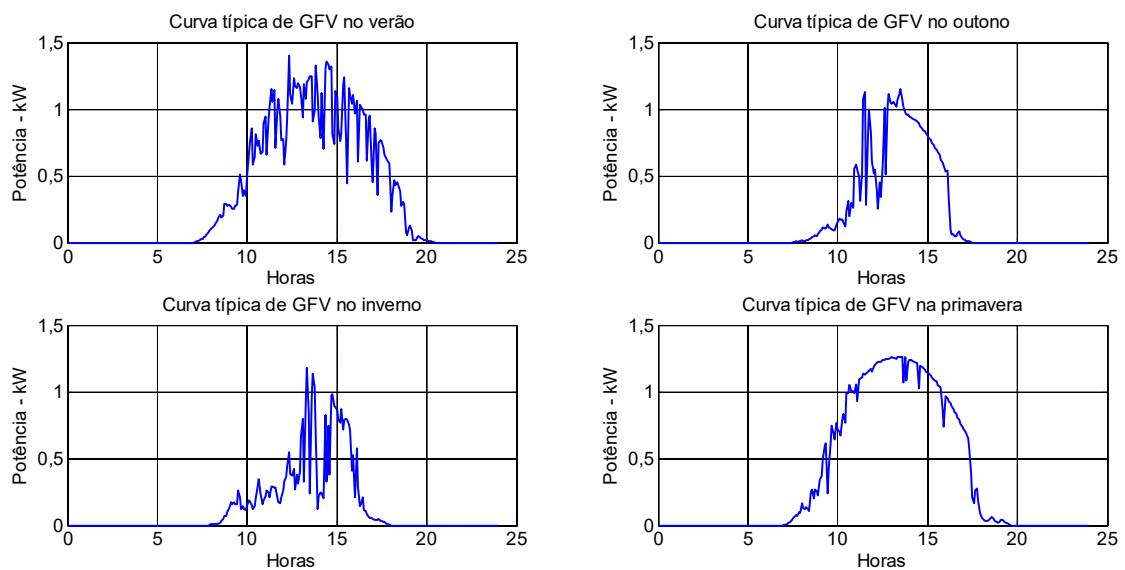 Curva típica de GFV no verão
1,5
1
0,5
0
Potência - kW
0 5 10 15 20 25
Horas
Curva típica de GFV no outono
1,5
1
0,5
0
Potência - kW
0 5 10 15 20 25
Horas
Curva típica de GFV no inverno
1,5
1
0,5
0
Potência - kW
0 5 10 15 20 25
Horas
Curva típica de GFV na primavera
1,5
1
0,5
0
Potência - kW
0 5 10 15 20 25
Horas